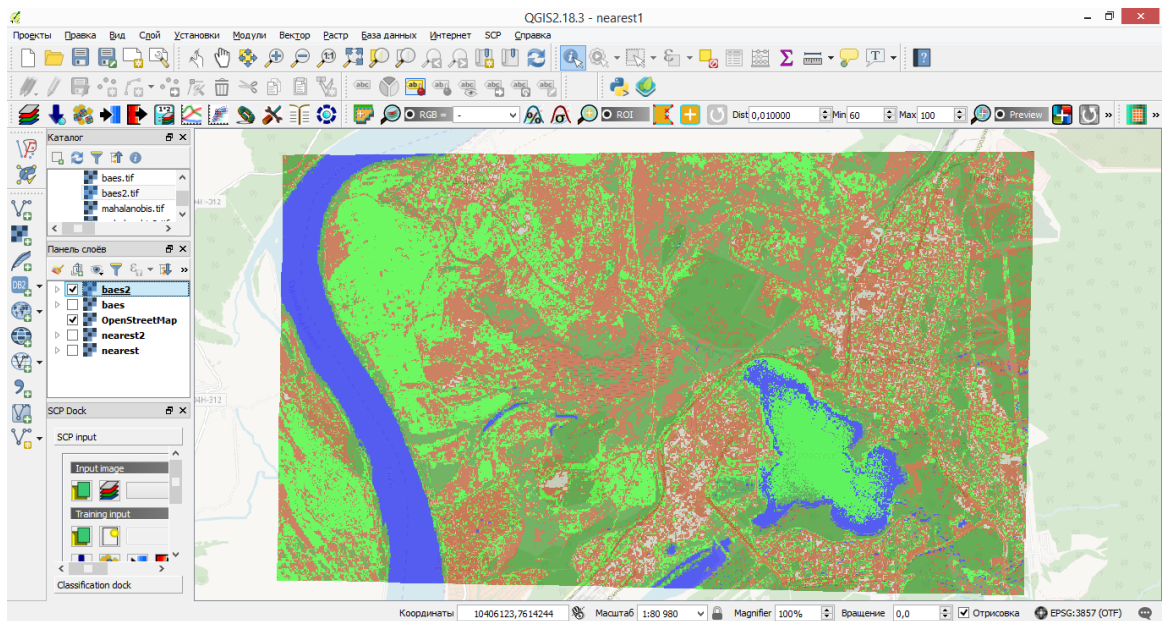 QGIS2.18.3 - nearest1
Проекты Правка Вид Слой Установки Модули Вектор Растр База данных Интернет SCP Справка
RGB = - ROI Dist 0,010000 Min 60 Max 100 Preview » »
Каталог
baes.tif
baes2.tif
mahalanobis.tif
Панель слоёв
»
baes2
baes
OpenStreetMap
nearest2
nearest
SCP Dock
SCP input
Input image
Training input
Classification dock
Координаты 10406123,7614244 Масштаб 1:80 980 Magnifier 100% Вращение 0,0 Отрисовка EPSG:3857 (OTF)